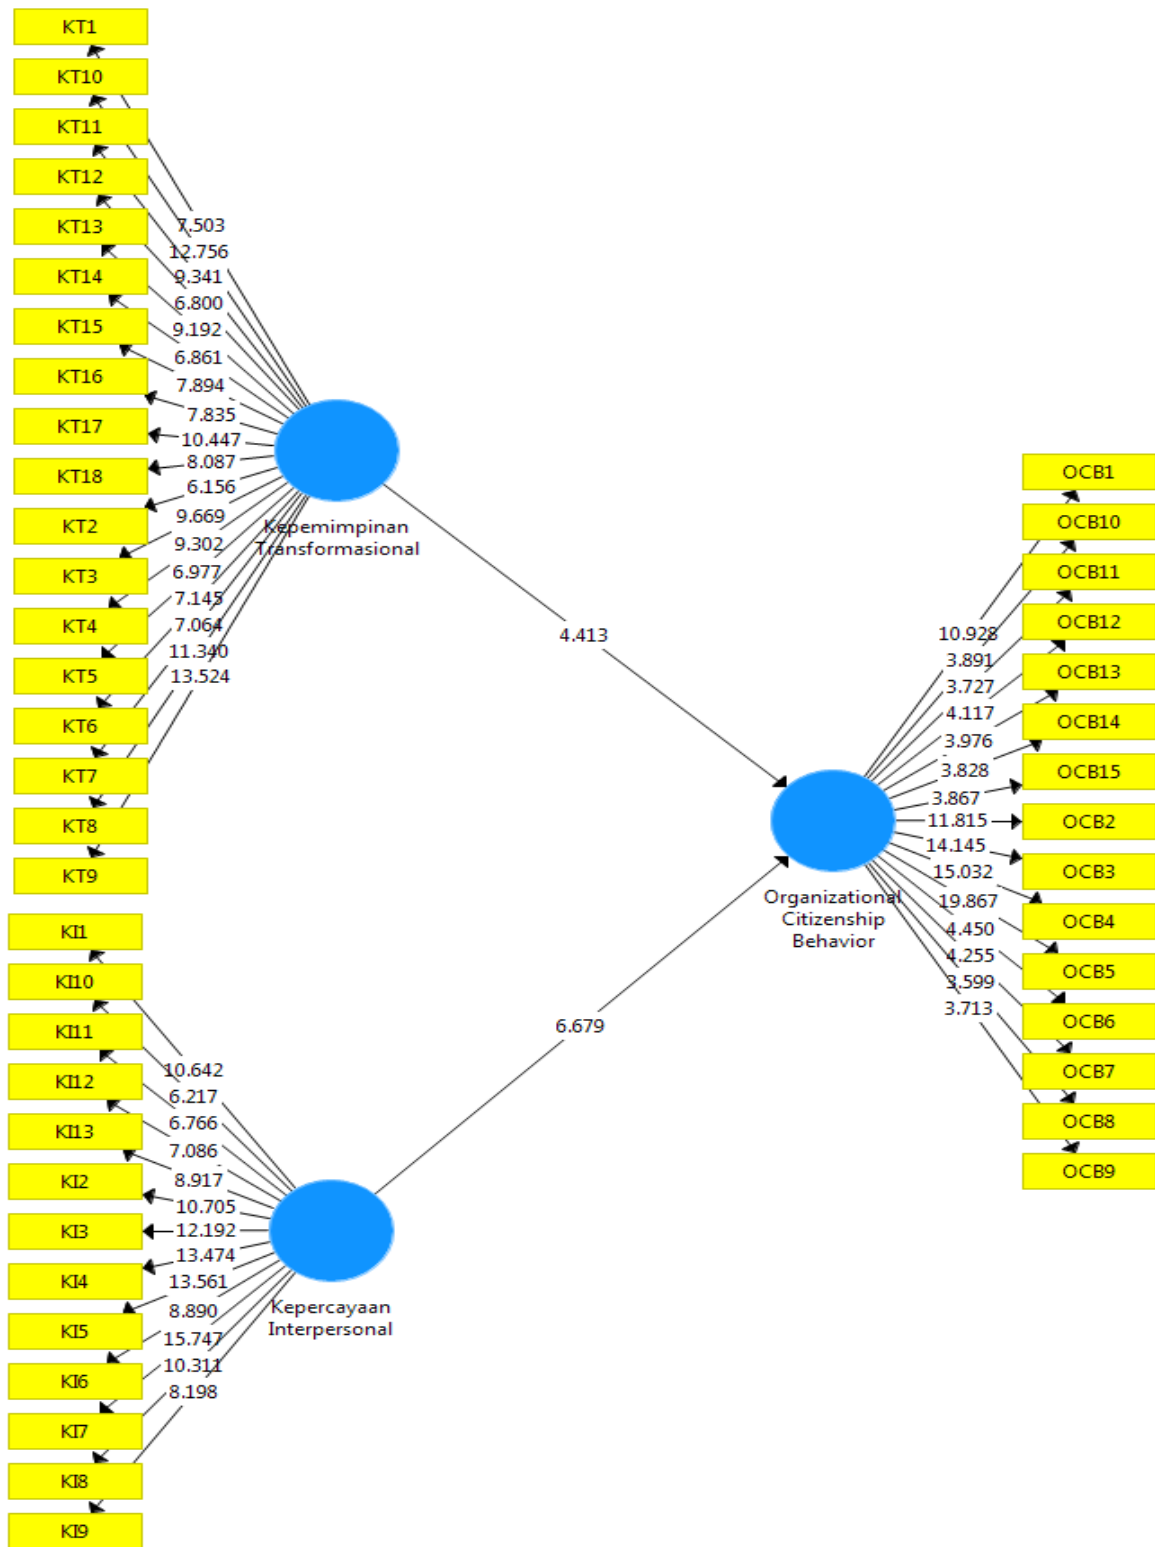 KT1
KT10
KT11
KT12
KT13
KT14
KT15
KT16
KT17
KT18
KT2
KT3
KT4
KT5
KT6
KT7
KT8
KT9
7.503
12.756
9.341
6.800
9.192
6.861
7.894
7.835
10.447
8.087
6.156
9.669
9.302
6.977
7.145
7.064
11.340
13.524
Kepemimpinan
Transformasional
4.413
KI1
KI10
KI11
KI12
KI13
KI2
KI3
KI4
KI5
KI6
KI7
KI8
KI9
10.642
6.217
6.766
7.086
8.917
10.705
12.192
13.474
13.561
8.890
15.747
10.311
8.198
Kepercayaan
Interpersonal
6.679
Organizational
Citizenship
Behavior
10.928
3.891
3.727
4.117
3.976
3.828
3.867
11.815
14.145
15.032
19.867
4.450
4.255
3.599
3.713
OCB1
OCB10
OCB11
OCB12
OCB13
OCB14
OCB15
OCB2
OCB3
OCB4
OCB5
OCB6
OCB7
OCB8
OCB9